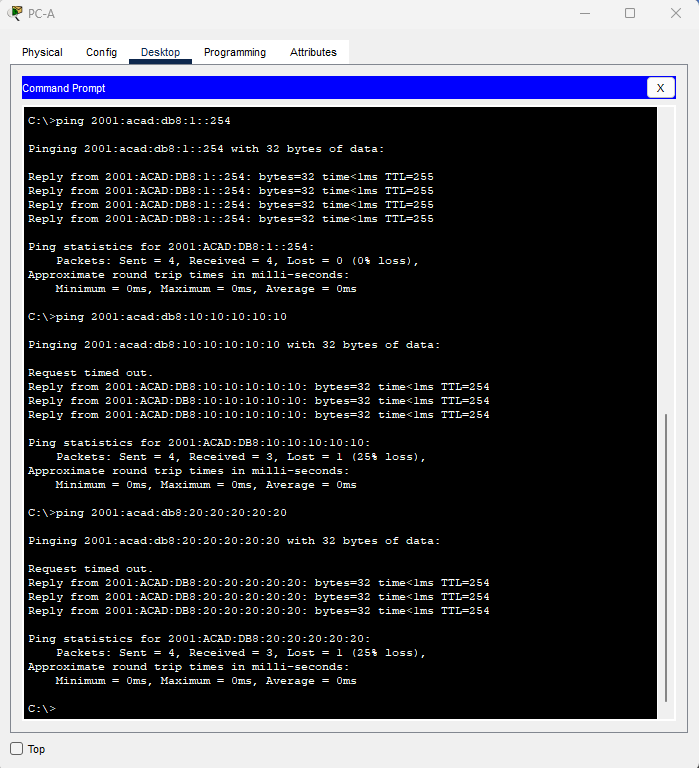 PC-A
Physical Config Desktop Programming Attributes
Command Prompt X
C:\>ping 2001:acad:db8:1::254
Pinging 2001:acad:db8:1::254 with 32 bytes of data:
Reply from 2001:ACAD:DB8:1::254: bytes=32 time<1ms TTL=255
Reply from 2001:ACAD:DB8:1::254: bytes=32 time<1ms TTL=255
Reply from 2001:ACAD:DB8:1::254: bytes=32 time<1ms TTL=255
Reply from 2001:ACAD:DB8:1::254: bytes=32 time<1ms TTL=255
Ping statistics for 2001:ACAD:DB8:1::254:
Packets: Sent = 4, Received = 4, Lost = 0 (0% loss),
Approximate round trip times in milli-seconds:
Minimum = 0ms, Maximum = 0ms, Average = 0ms
C:\>ping 2001:acad:db8:10:10:10:10:10
Pinging 2001:acad:db8:10:10:10:10:10 with 32 bytes of data:
Request timed out.
Reply from 2001:ACAD:DB8:10:10:10:10:10: bytes=32 time<1ms TTL=254
Reply from 2001:ACAD:DB8:10:10:10:10:10: bytes=32 time<1ms TTL=254
Reply from 2001:ACAD:DB8:10:10:10:10:10: bytes=32 time<1ms TTL=254
Ping statistics for 2001:ACAD:DB8:10:10:10:10:10:
Packets: Sent = 4, Received = 3, Lost = 1 (25% loss),
Approximate round trip times in milli-seconds:
Minimum = 0ms, Maximum = 0ms, Average = 0ms
C:\>ping 2001:acad:db8:20:20:20:20:20
Pinging 2001:acad:db8:20:20:20:20:20 with 32 bytes of data:
Request timed out.
Reply from 2001:ACAD:DB8:20:20:20:20:20: bytes=32 time<1ms TTL=254
Reply from 2001:ACAD:DB8:20:20:20:20:20: bytes=32 time<1ms TTL=254
Reply from 2001:ACAD:DB8:20:20:20:20:20: bytes=32 time<1ms TTL=254
Ping statistics for 2001:ACAD:DB8:20:20:20:20:20:
Packets: Sent = 4, Received = 3, Lost = 1 (25% loss),
Approximate round trip times in milli-seconds:
Minimum = 0ms, Maximum = 0ms, Average = 0ms
C:\>
Top